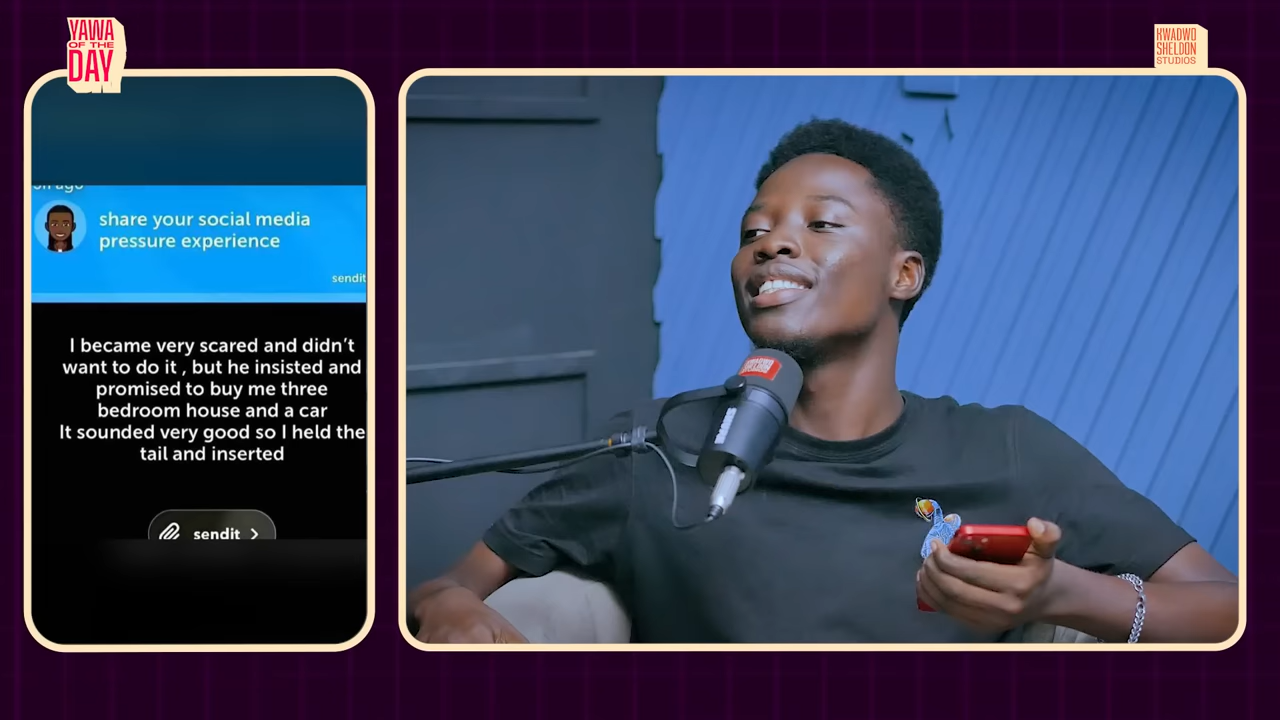 YAWA
OF THE
DAY
KWADWO
SHELDON
STUDIOS
share your social media
pressure experience
sendit
I became very scared and didn't
want to do it , but he insisted and
promised to buy me three
bedroom house and a car
It sounded very good so I held the
tail and inserted
sendit